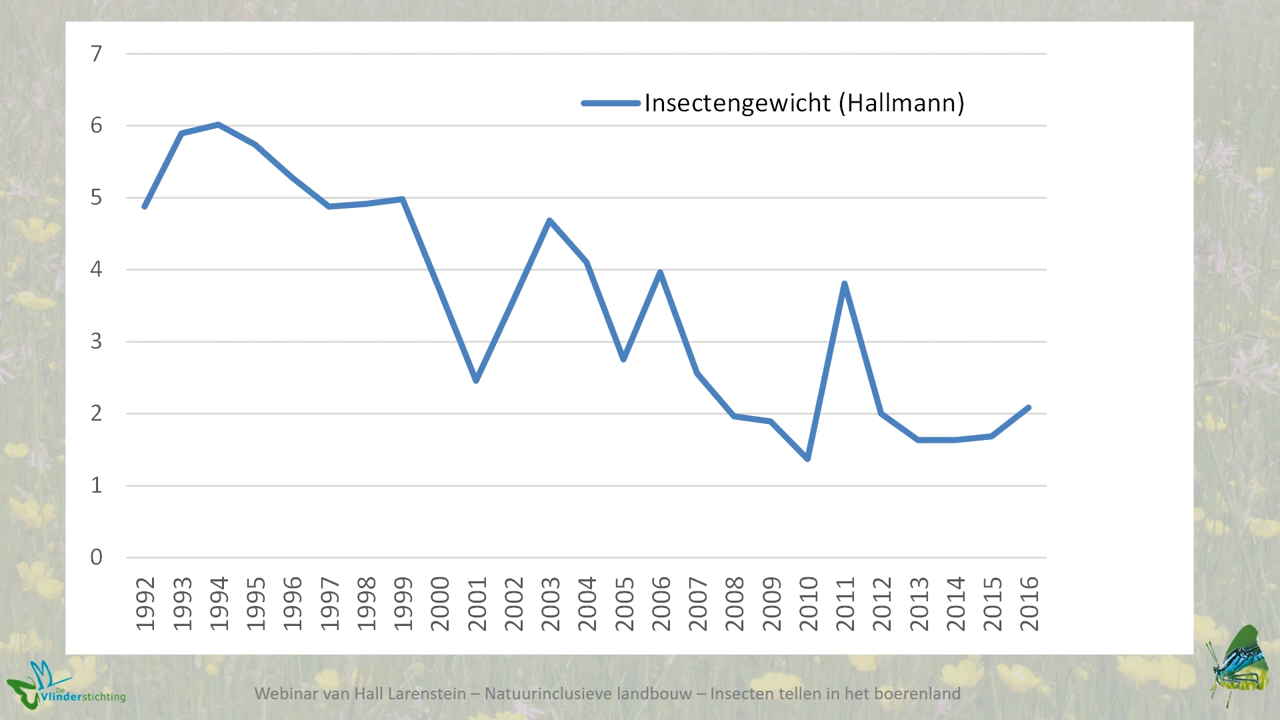 7
Insectengewicht (Hallmann)
6
5
4
3
2
1
0
1992 1993 1994 1995 1996 1997 1998 1999 2000 2001 2002 2003 2004 2005 2006 2007 2008 2009 2010 2011 2012 2013 2014 2015 2016
De
Vlinderstichting
Webinar van Hall Larenstein – Natuurinclusieve landbouw – Insecten tellen in het boerenland